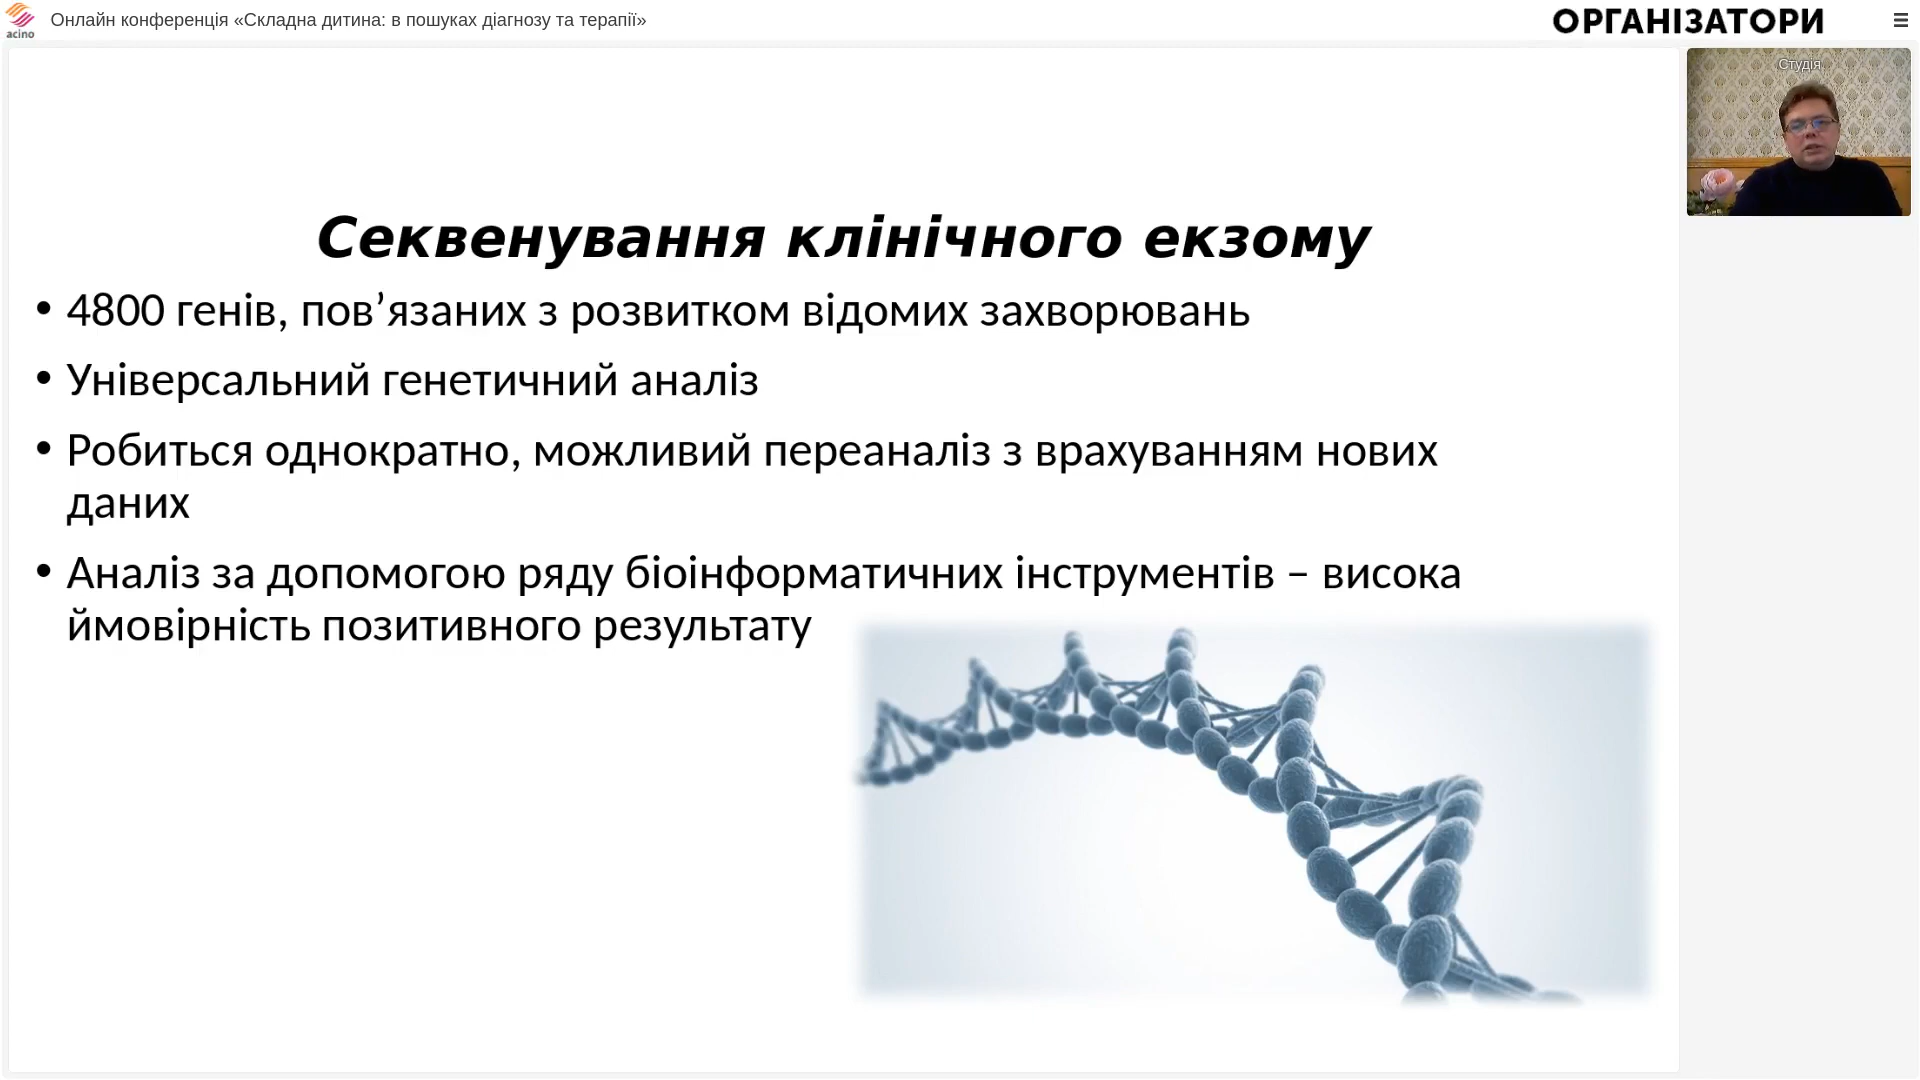 acino
Онлайн конференція «Складна дитина: в пошуках діагнозу та терапії»
ОРГАНІЗАТОРИ
Студія
Секвенування клінічного екзому
• 4800 генів, пов’язаних з розвитком відомих захворювань
• Універсальний генетичний аналіз
• Робиться однократно, можливий переаналіз з врахуванням нових
даних
• Аналіз за допомогою ряду біоінформатичних інструментів – висока
ймовірність позитивного результату